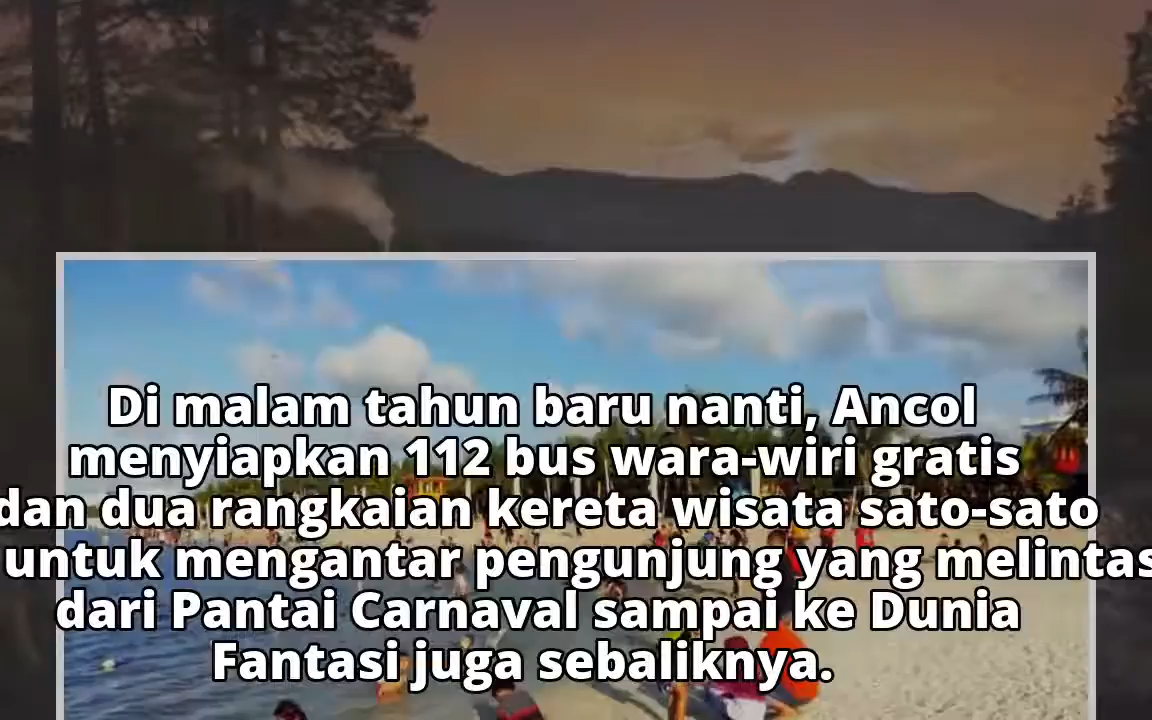 Di malam tahun baru nanti, Ancol
menyiapkan 112 bus wara-wiri gratis
dan dua rangkaian kereta wisata sato-sato
untuk mengantar pengunjung yang melintas
dari Pantai Carnaval sampai ke Dunia
Fantasi juga sebaliknya.